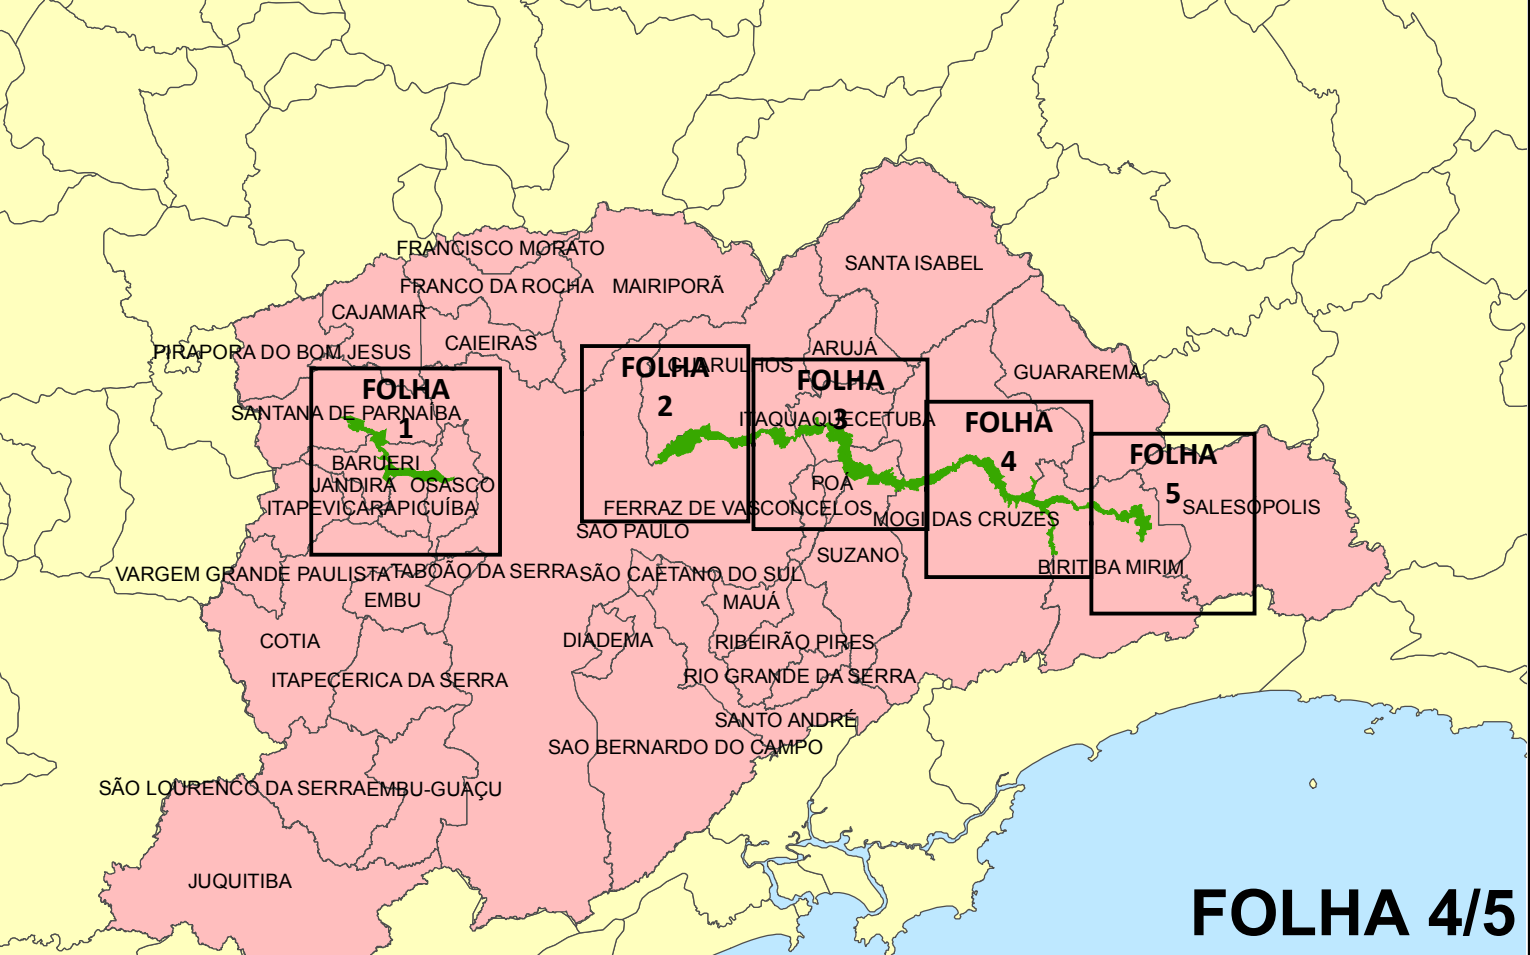 FRANCISCO MORATO
SANTA ISABEL
FRANCO DA ROCHA
MAIRIPORÃ
CAJAMAR
CAIEIRAS
ARUJÁ
PIRAPORA DO BOM JESUS
GUARULHOS
FOLHA
2
GUARAREMA
FOLHA
3
FOLHA
1
SANTANA DE PARNAÍBA
ITAQUAQUECETUBA
FOLHA
4
FOLHA
5
BARUERI
JANDIRA
OSASCO
POÁ
ITAPEVI
CARAPICUÍBA
FERRAZ DE VASCONCELOS
SALESOPOLIS
MOGI DAS CRUZES
SAO PAULO
SUZANO
VARGEM GRANDE PAULISTA
TABOÃO DA SERRA
SÃO CAETANO DO SUL
BIRITIBA MIRIM
EMBU
MAUÁ
COTIA
DIADEMA
RIBEIRÃO PIRES
ITAPECERICA DA SERRA
RIO GRANDE DA SERRA
SANTO ANDRÉ
SAO BERNARDO DO CAMPO
SÃO LOURENCO DA SERRA
EMBU-GUAÇU
JUQUITIBA
FOLHA 4/5